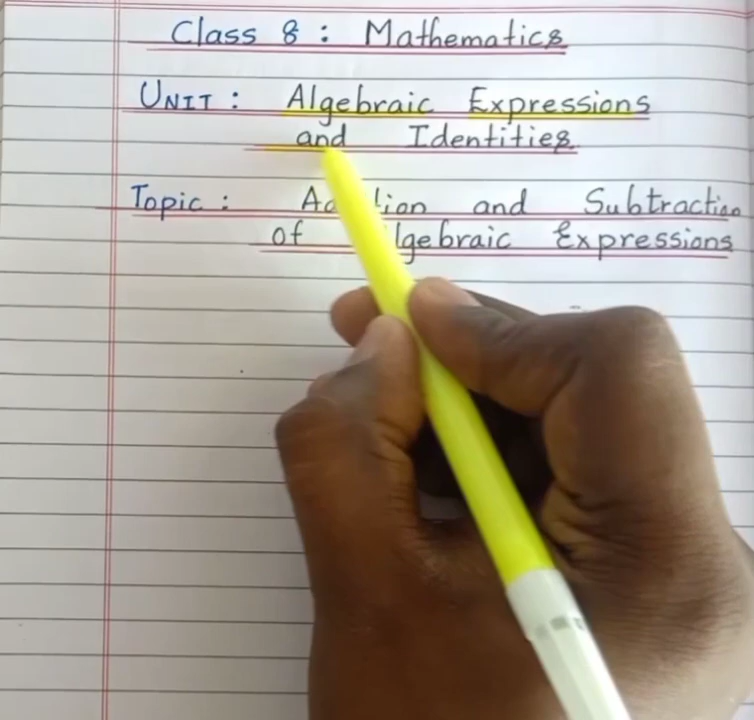 Class 8 : Mathematics
UNIT : Algebraic Expressions
and Identities
Topic : and Subtraction
of Expressions